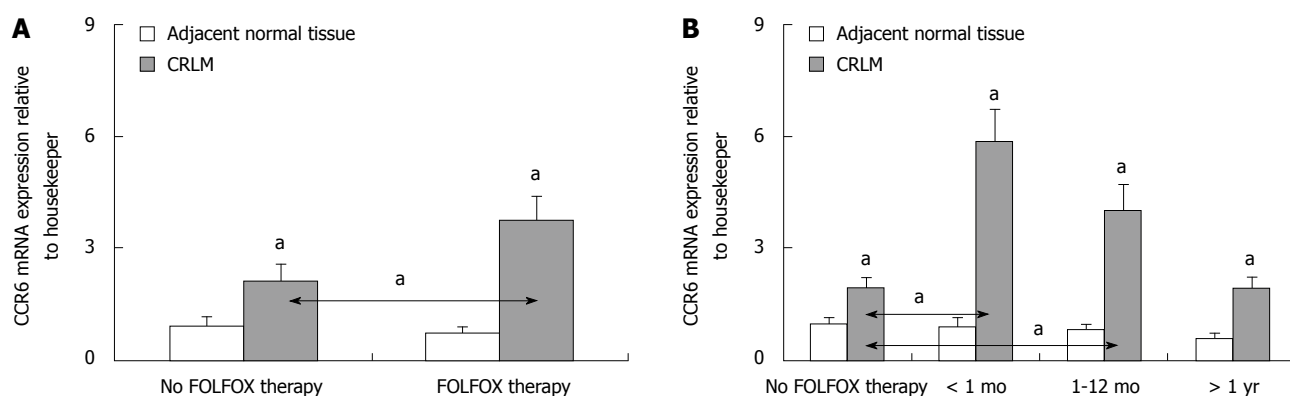 A
CCR6 mRNA expression relative
to housekeeper
9
6
3
0
Adjacent normal tissue
CRLM
a
a
a
No FOLFOX therapy
FOLFOX therapy
B
CCR6 mRNA expression relative
to housekeeper
9
6
3
0
Adjacent normal tissue
CRLM
a
a
a
a
a
a
No FOLFOX therapy
< 1 mo
1-12 mo
> 1 yr